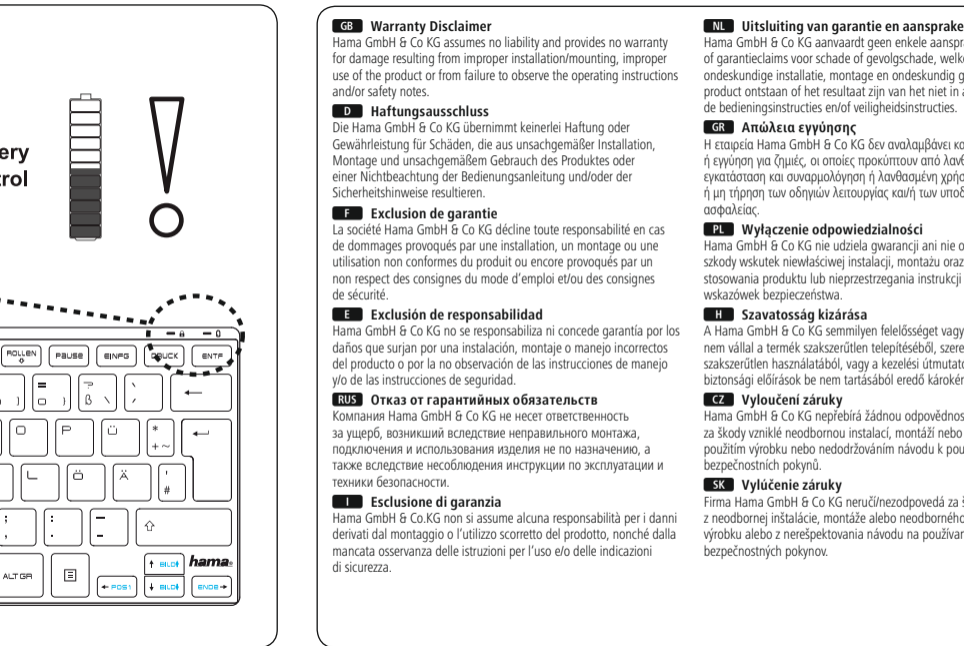 GB Warranty Disclaimer
Hama GmbH & Co KG assumes no liability and provides no warranty
for damage resulting from improper installation/mounting, improper
use of the product or from failure to observe the operating instructions
and/or safety notes.
D Haftungsausschluss
Die Hama GmbH & Co KG übernimmt keinerlei Haftung oder
Gewährleistung für Schäden, die aus unsachgemäßer Installation,
Montage und unsachgemäßem Gebrauch des Produktes oder
einer Nichtbeachtung der Bedienungsanleitung und/oder der
Sicherheitshinweise resultieren.
F Exclusion de garantie
La société Hama GmbH & Co KG décline toute responsabilité en cas
de dommages provoqués par une installation, un montage ou une
utilisation non conformes du produit ou encore provoqués par un
non respect des consignes du mode d'emploi et/ou des consignes
de sécurité.
E Exclusión de responsabilidad
Hama GmbH & Co KG no se responsabiliza ni concede garantía por los
daños que surjan por una instalación, montaje o manejo incorrectos
del producto o por la no observación de las instrucciones de manejo
y/o de las instrucciones de seguridad.
RUS Отказ от гарантийных обязательств
Компания Hama GmbH & Co KG не несет ответственность
за ущерб, возникший вследствие неправильного монтажа,
подключения и использования изделия не по назначению, а
также вследствие несоблюдения инструкции по эксплуатации и
техники безопасности.
I Esclusione di garanzia
Hama GmbH & Co.KG non si assume alcuna responsabilità per i danni
derivati dal montaggio o l'utilizzo scorretto del prodotto, nonché dalla
mancata osservanza delle istruzioni per l'uso e/o delle indicazioni
di sicurezza.
NL Uitsluiting van garantie en aansprake
Hama GmbH & Co KG aanvaardt geen enkele aanspra
of garantieclaims voor schade of gevolgschade, welke
ondeskundige installatie, montage en ondeskundig g
product ontstaan of het resultaat zijn van het niet in a
de bedieningsinstructies en/of veiligheidsinstructies.
GR Απώλεια εγγύησης
Η εταιρεία Hama GmbH & Co KG δεν αναλαμβάνει κα
ή εγγύηση για ζημιές, οι οποίες προκύπτουν από λανθ
εγκατάσταση και συναρμολόγηση ή λανθασμένη χρήσ
ή μη τήρηση των οδηγιών λειτουργίας και/ή των υποδ
ασφαλείας.
PL Wyłączenie odpowiedzialności
Hama GmbH & Co KG nie udziela gwarancji ani nie o
szkody wskutek niewłaściwej instalacji, montażu oraz
stosowania produktu lub nieprzestrzegania instrukcji
wskazówek bezpieczeństwa.
H Szavatosság kizárása
A Hama GmbH & Co KG semmilyen felelősséget vagy
nem vállal a termék szakszerűtlen telepítéséből, szere
szakszerűtlen használatából, vagy a kezelési útmutató
biztonsági előírások be nem tartásából eredő károkér
CZ Vyloučení záruky
Hama GmbH & Co KG nepřebírá žádnou odpovědnos
za škody vzniklé neodbornou instalací, montáží nebo
použitím výrobku nebo nedodržováním návodu k pou
bezpečnostních pokynů.
SK Vylúčenie záruky
Firma Hama GmbH & Co KG neručí/nezodpovedá za š
z neodbornej inštalácie, montáže alebo neodborného
výrobku alebo z nerešpektovania návodu na používan
bezpečnostných pokynov.
ery
trol
ROLLEN PAUSE EINFG DRUCK ENTF
) = } ? ß \ ` ´
O P Ü * + ~
L Ö Ä ' #
; , : . _ -
ALT GR BILD hama
POS1 BILD ENDE